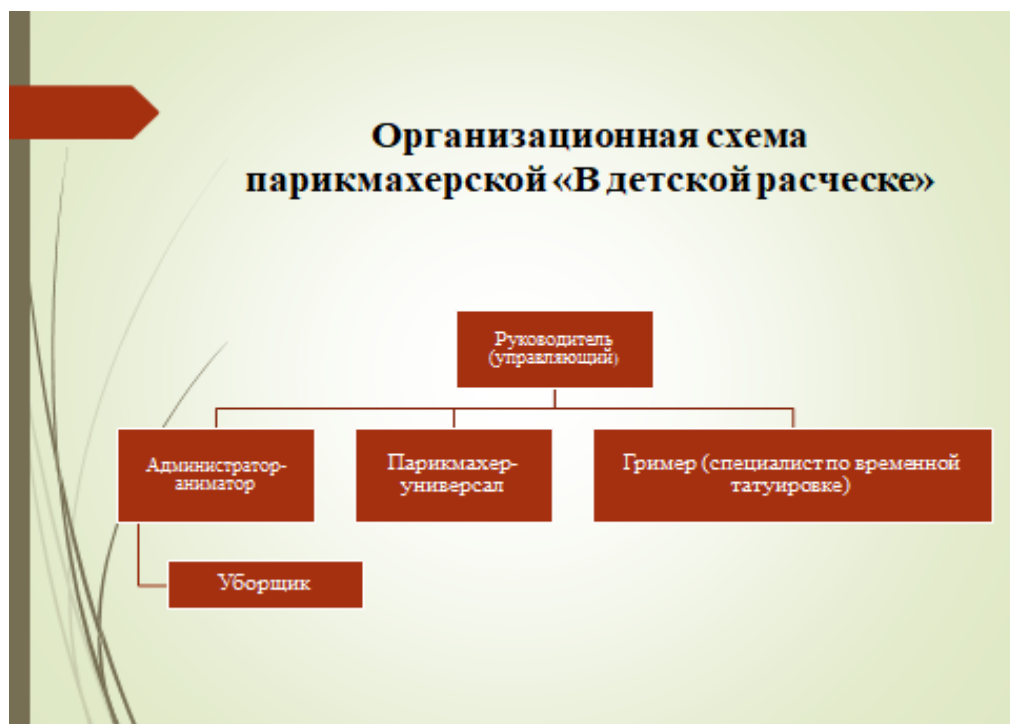 Организационная схема
парикмахерской «В детской расческе»
Руководитель
(управляющий)
Администратор-
аниматор
Парикмахер-
универсал
Гример (специалист по временной
татуировке)
Уборщик